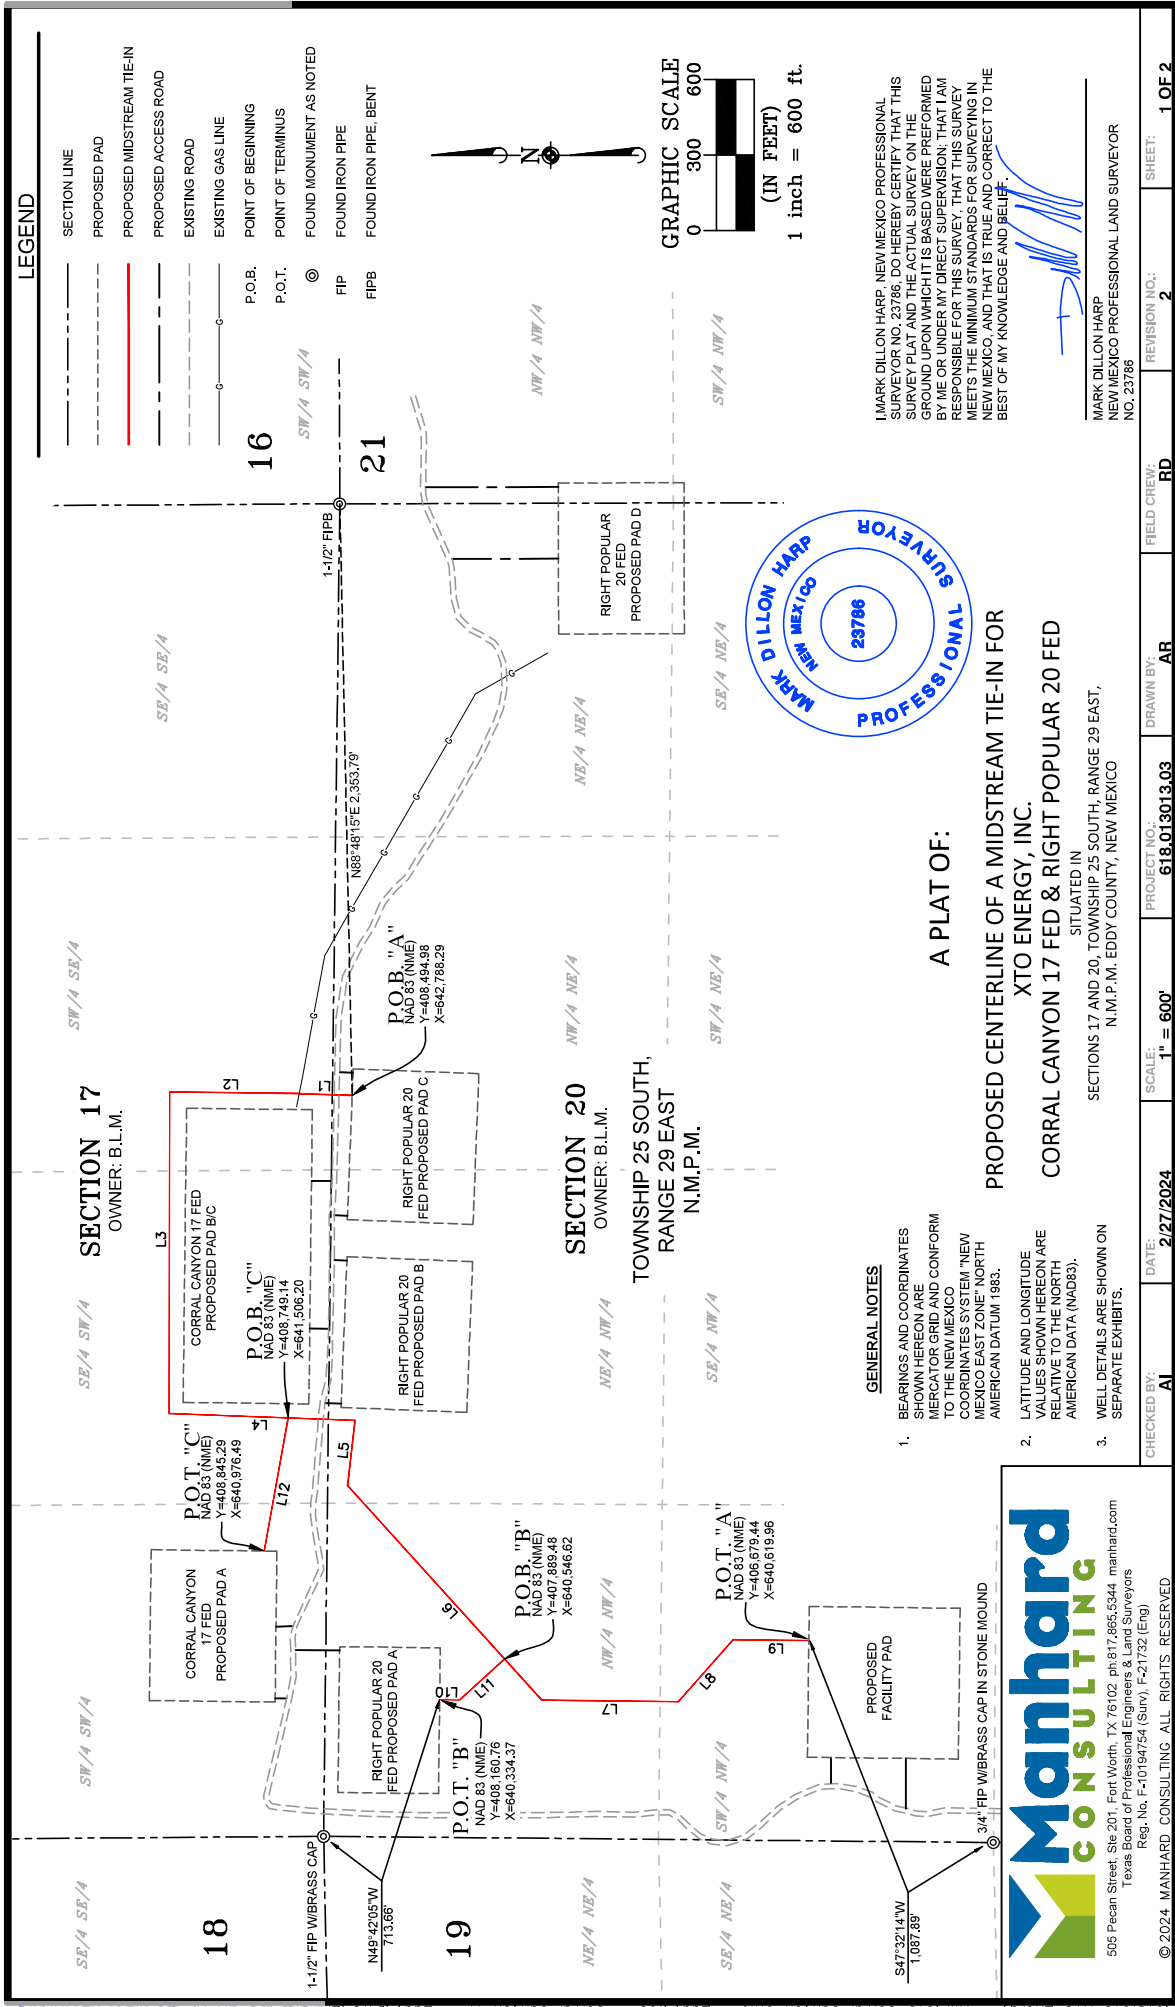 LEGEND
SECTION LINE
PROPOSED PAD
PROPOSED MIDSTREAM TIE-IN
PROPOSED ACCESS ROAD
EXISTING ROAD
EXISTING GAS LINE
G
G
P.O.B. POINT OF BEGINNING
P.O.T. POINT OF TERMINUS
FOUND MONUMENT AS NOTED
FIP FOUND IRON PIPE
FIPB FOUND IRON PIPE, BENT
N
GRAPHIC SCALE
0 300 600
(IN FEET)
1 inch = 600 ft.
SE/4 SE/4
SW/4 SW/4
SE/4 SW/4
SW/4 SE/4
SE/4 SE/4
SW/4 SW/4
18
19
16
21
SECTION 17
OWNER: B.L.M.
L3
L2
L1
L4
L12
L5
L6
L10
L11
L7
L8
L9
CORRAL CANYON 17 FED
PROPOSED PAD B/C
P.O.B. "C"
NAD 83 (NME)
Y=408,749.14
X=641,506.20
P.O.T. "C"
NAD 83 (NME)
Y=408,845.29
X=640,976.49
CORRAL CANYON
17 FED
PROPOSED PAD A
1-1/2" FIP W/BRASS CAP
1-1/2" FIPB
N88°48'15"E 2,353.79'
G
G
G
G
G
G
P.O.B. "A"
NAD 83 (NME)
Y=408,494.98
X=642,788.29
RIGHT POPULAR 20
FED PROPOSED PAD A
RIGHT POPULAR 20
FED PROPOSED PAD B
RIGHT POPULAR 20
FED PROPOSED PAD C
RIGHT POPULAR
20 FED
PROPOSED PAD D
N49°42'05"W
713.66'
P.O.T. "B"
NAD 83 (NME)
Y=408,160.76
X=640,334.37
P.O.B. "B"
NAD 83 (NME)
Y=407,889.48
X=640,546.62
NE/4 NE/4
NW/4 NW/4
NE/4 NW/4
NW/4 NE/4
NE/4 NE/4
NW/4 NW/4
SECTION 20
OWNER: B.L.M.
TOWNSHIP 25 SOUTH,
RANGE 29 EAST
N.M.P.M.
SE/4 NE/4
SW/4 NW/4
SE/4 NW/4
SW/4 NE/4
SE/4 NE/4
SW/4 NW/4
P.O.T. "A"
NAD 83 (NME)
Y=406,679.44
X=640,619.96
PROPOSED
FACILITY PAD
S47°32'14"W
1,087.89'
3/4" FIP W/BRASS CAP IN STONE MOUND
GENERAL NOTES
1. BEARINGS AND COORDINATES
SHOWN HEREON ARE
MERCATOR GRID AND CONFORM
TO THE NEW MEXICO
COORDINATES SYSTEM "NEW
MEXICO EAST ZONE" NORTH
AMERICAN DATUM 1983.
2. LATITUDE AND LONGITUDE
VALUES SHOWN HEREON ARE
RELATIVE TO THE NORTH
AMERICAN DATA (NAD83).
3. WELL DETAILS ARE SHOWN ON
SEPARATE EXHIBITS.
A PLAT OF:
PROPOSED CENTERLINE OF A MIDSTREAM TIE-IN FOR
XTO ENERGY, INC.
CORRAL CANYON 17 FED & RIGHT POPULAR 20 FED
SITUATED IN
SECTIONS 17 AND 20, TOWNSHIP 25 SOUTH, RANGE 29 EAST,
N.M.P.M. EDDY COUNTY, NEW MEXICO
MARK DILLON HARP
NEW MEXICO
23786
PROFESSIONAL SURVEYOR
I,MARK DILLON HARP, NEW MEXICO PROFESSIONAL
SURVEYOR NO. 23786, DO HEREBY CERTIFY THAT THIS
SURVEY PLAT AND THE ACTUAL SURVEY ON THE
GROUND UPON WHICH IT IS BASED WERE PREFORMED
BY ME OR UNDER MY DIRECT SUPERVISION; THAT I AM
RESPONSIBLE FOR THIS SURVEY, THAT THIS SURVEY
MEETS THE MINIMUM STANDARDS FOR SURVEYING IN
NEW MEXICO, AND THAT IS TRUE AND CORRECT TO THE
BEST OF MY KNOWLEDGE AND BELIEF.
MARK DILLON HARP
NEW MEXICO PROFESSIONAL LAND SURVEYOR
NO. 23786
Manhard
CONSULTING
505 Pecan Street, Ste 201, Fort Worth, TX 76102 ph:817.865.5344 manhard.com
Texas Board of Professional Engineers & Land Surveyors
Reg. No. F-10194754 (Surv), F-21732 (Eng)
© 2024 MANHARD CONSULTING ALL RIGHTS RESERVED
CHECKED BY: AI
DATE: 2/27/2024
SCALE: 1" = 600'
PROJECT NO.: 618.013013.03
DRAWN BY: AR
FIELD CREW: RD
REVISION NO.: 2
SHEET: 1 OF 2